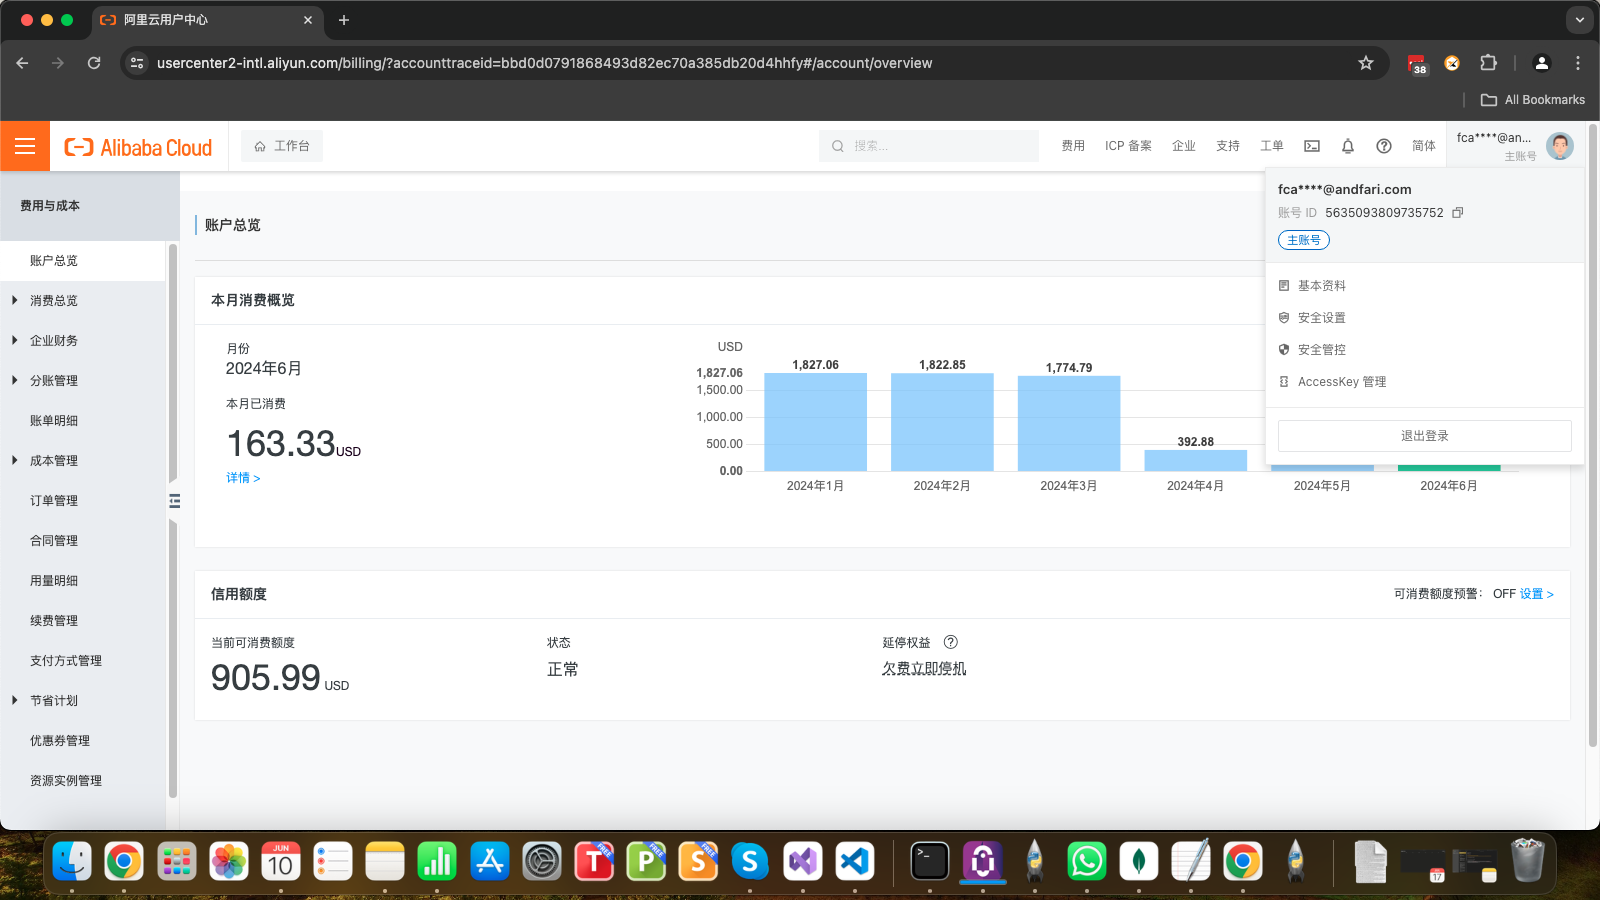 阿里云用户中心
usercenter2-intl.aliyun.com/billing/?accounttraceid=bbd0d0791868493d82ec70a385db20d4hhfy#/account/overview
38
All Bookmarks
Alibaba Cloud
工作台
搜索...
费用
ICP 备案
企业
支持
工单
简体
fca****@an...
主账号
fca****@andfari.com
账号 ID 5635093809735752
主账号
基本资料
安全设置
安全管控
AccessKey 管理
退出登录
费用与成本
账户总览
消费总览
企业财务
分账管理
账单明细
成本管理
订单管理
合同管理
用量明细
续费管理
支付方式管理
节省计划
优惠券管理
资源实例管理
账户总览
本月消费概览
月份
2024年6月
本月已消费
163.33USD
详情 >
USD
1,827.06
1,500.00
1,000.00
500.00
0.00
1,827.06
1,822.85
1,774.79
392.88
2024年1月
2024年2月
2024年3月
2024年4月
2024年5月
2024年6月
信用额度
可消费额度预警: OFF 设置 >
当前可消费额度
905.99 USD
状态
正常
延停权益
欠费立即停机
JUN
10
T
FREE
P
FREE
S
FREE
S
17